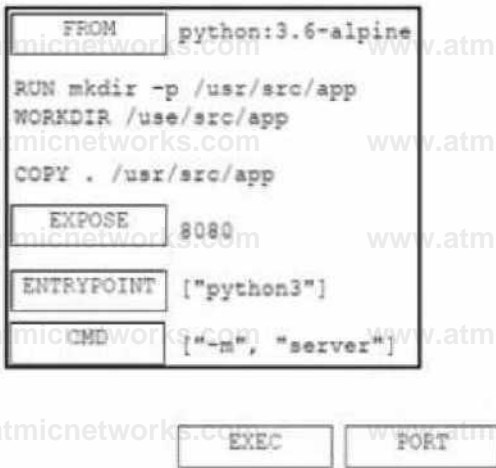 FROM python:3.6-alpine
RUN mkdir -p /usr/src/app
WORKDIR /use/src/app
COPY . /usr/src/app
EXPOSE 8080
ENTRYPOINT ["python3"]
CMD ["-m", "server"]
EXEC PORT